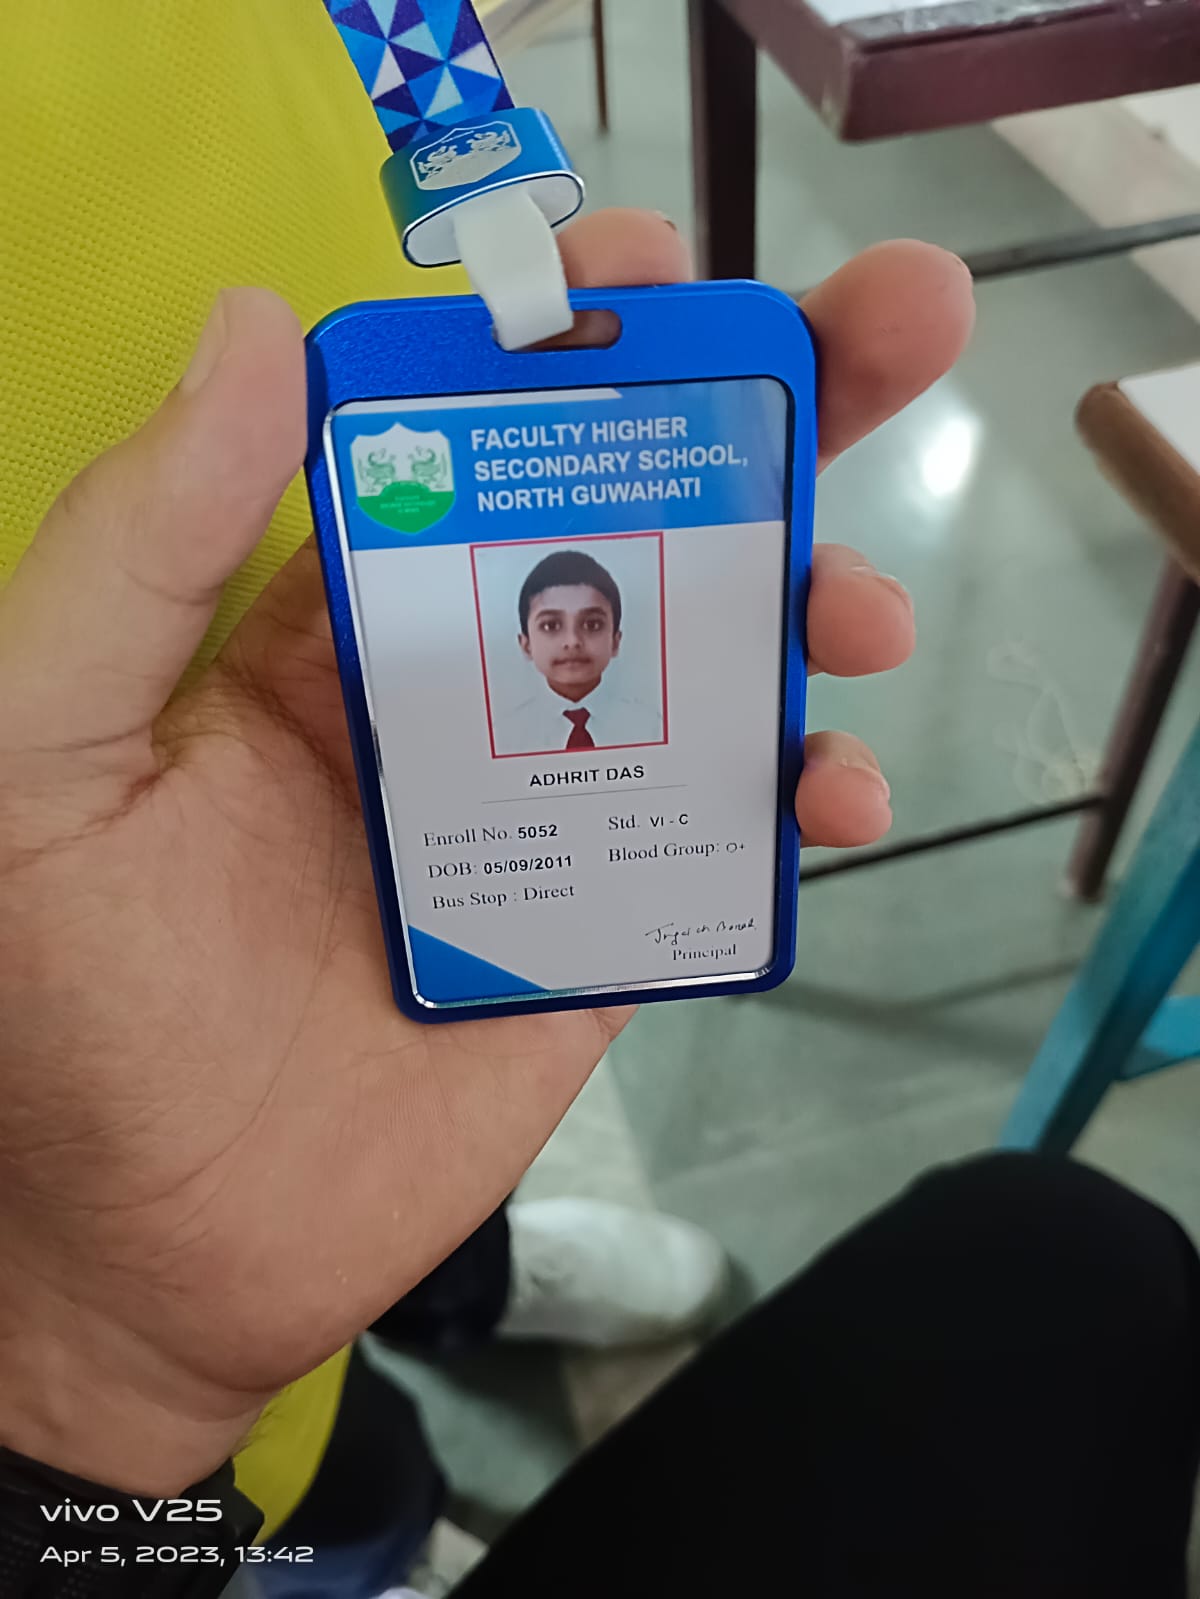 FACULTY HIGHER
SECONDARY SCHOOL,
NORTH GUWAHATI
ADHRIT DAS
Enroll No. 5052
Std. VI - C
DOB: 05/09/2011
Blood Group: O+
Bus Stop : Direct
Principal
vivo V25
Apr 5, 2023, 13:42